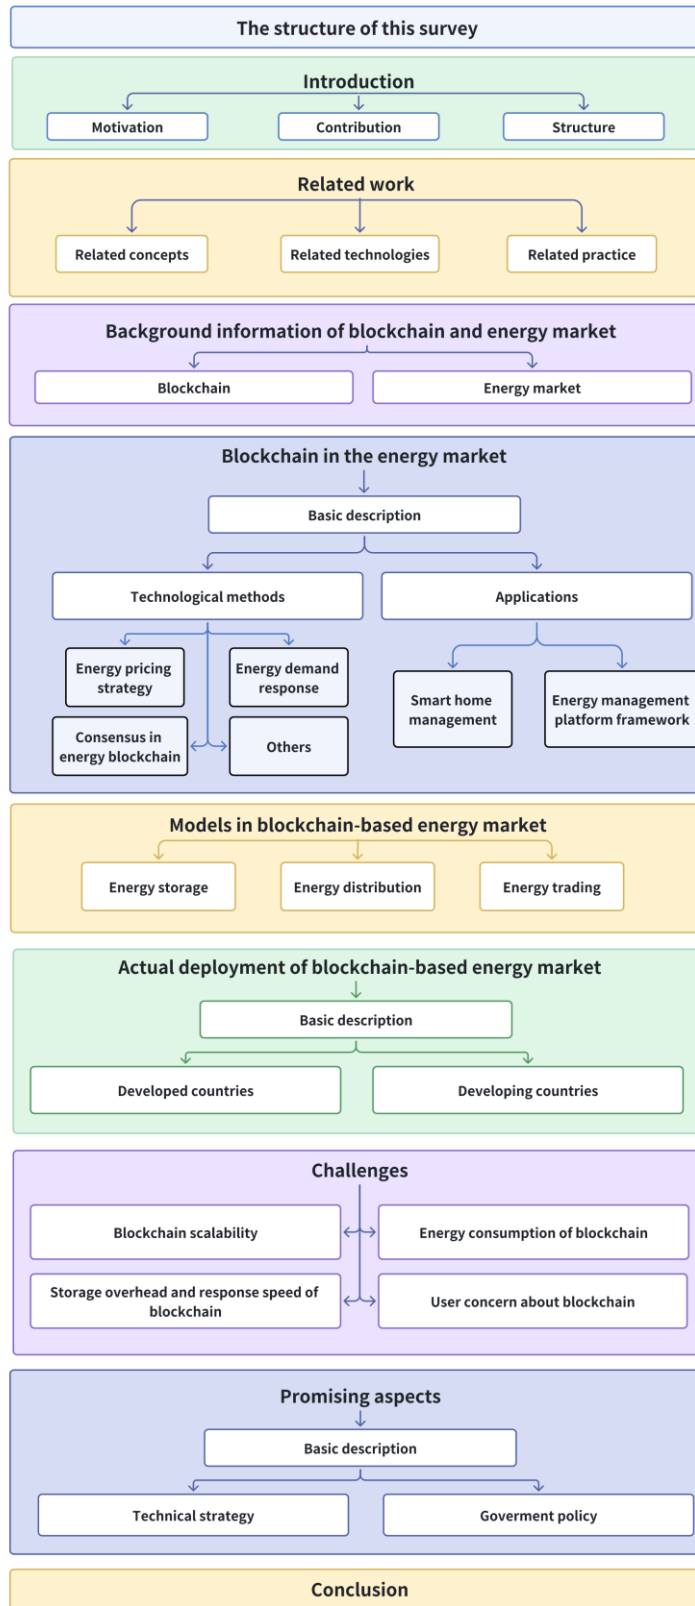 The structure of this survey
Introduction
Motivation
Contribution
Structure
Related work
Related concepts
Related technologies
Related practice
Background information of blockchain and energy market
Blockchain
Energy market
Blockchain in the energy market
Basic description
Technological methods
Applications
Energy pricing
strategy
Energy demand
response
Consensus in
energy blockchain
Others
Smart home
management
Energy management
platform framework
Models in blockchain-based energy market
Energy storage
Energy distribution
Energy trading
Actual deployment of blockchain-based energy market
Basic description
Developed countries
Developing countries
Challenges
Blockchain scalability
Energy consumption of blockchain
Storage overhead and response speed of
blockchain
User concern about blockchain
Promising aspects
Basic description
Technical strategy
Goverment policy
Conclusion